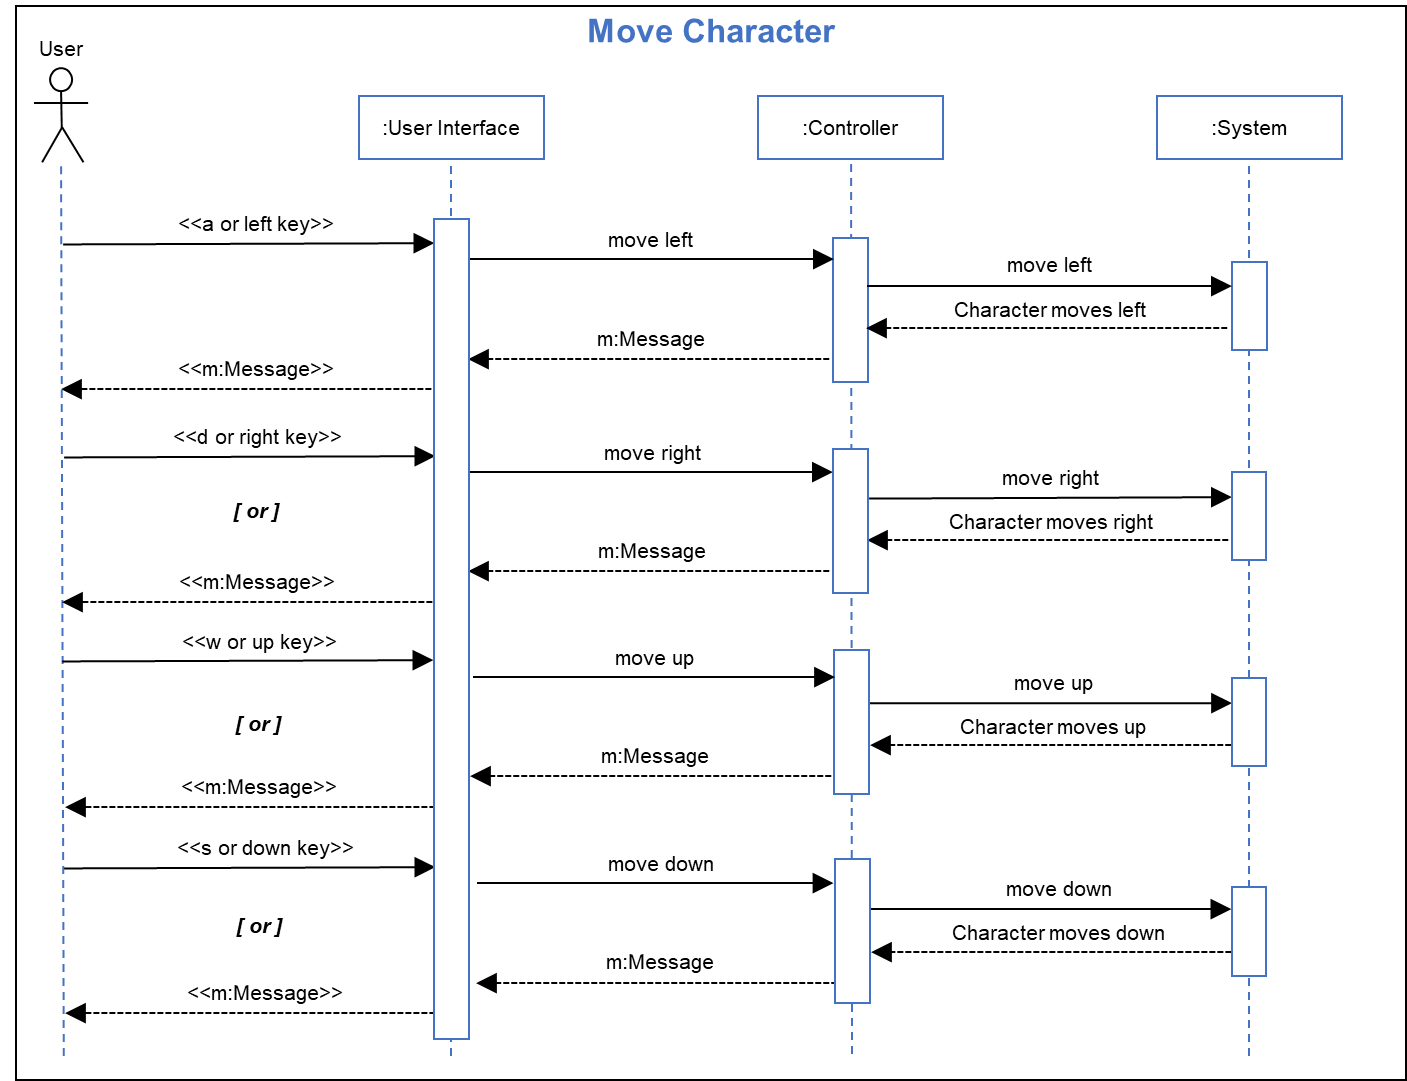 Move Character
User
:User Interface
:Controller
:System
<<a or left key>>
move left
move left
Character moves left
m:Message
<<m:Message>>
<<d or right key>>
move right
move right
[ or ]
Character moves right
m:Message
<<m:Message>>
<<w or up key>>
move up
move up
[ or ]
Character moves up
m:Message
<<m:Message>>
<<s or down key>>
move down
move down
[ or ]
Character moves down
m:Message
<<m:Message>>